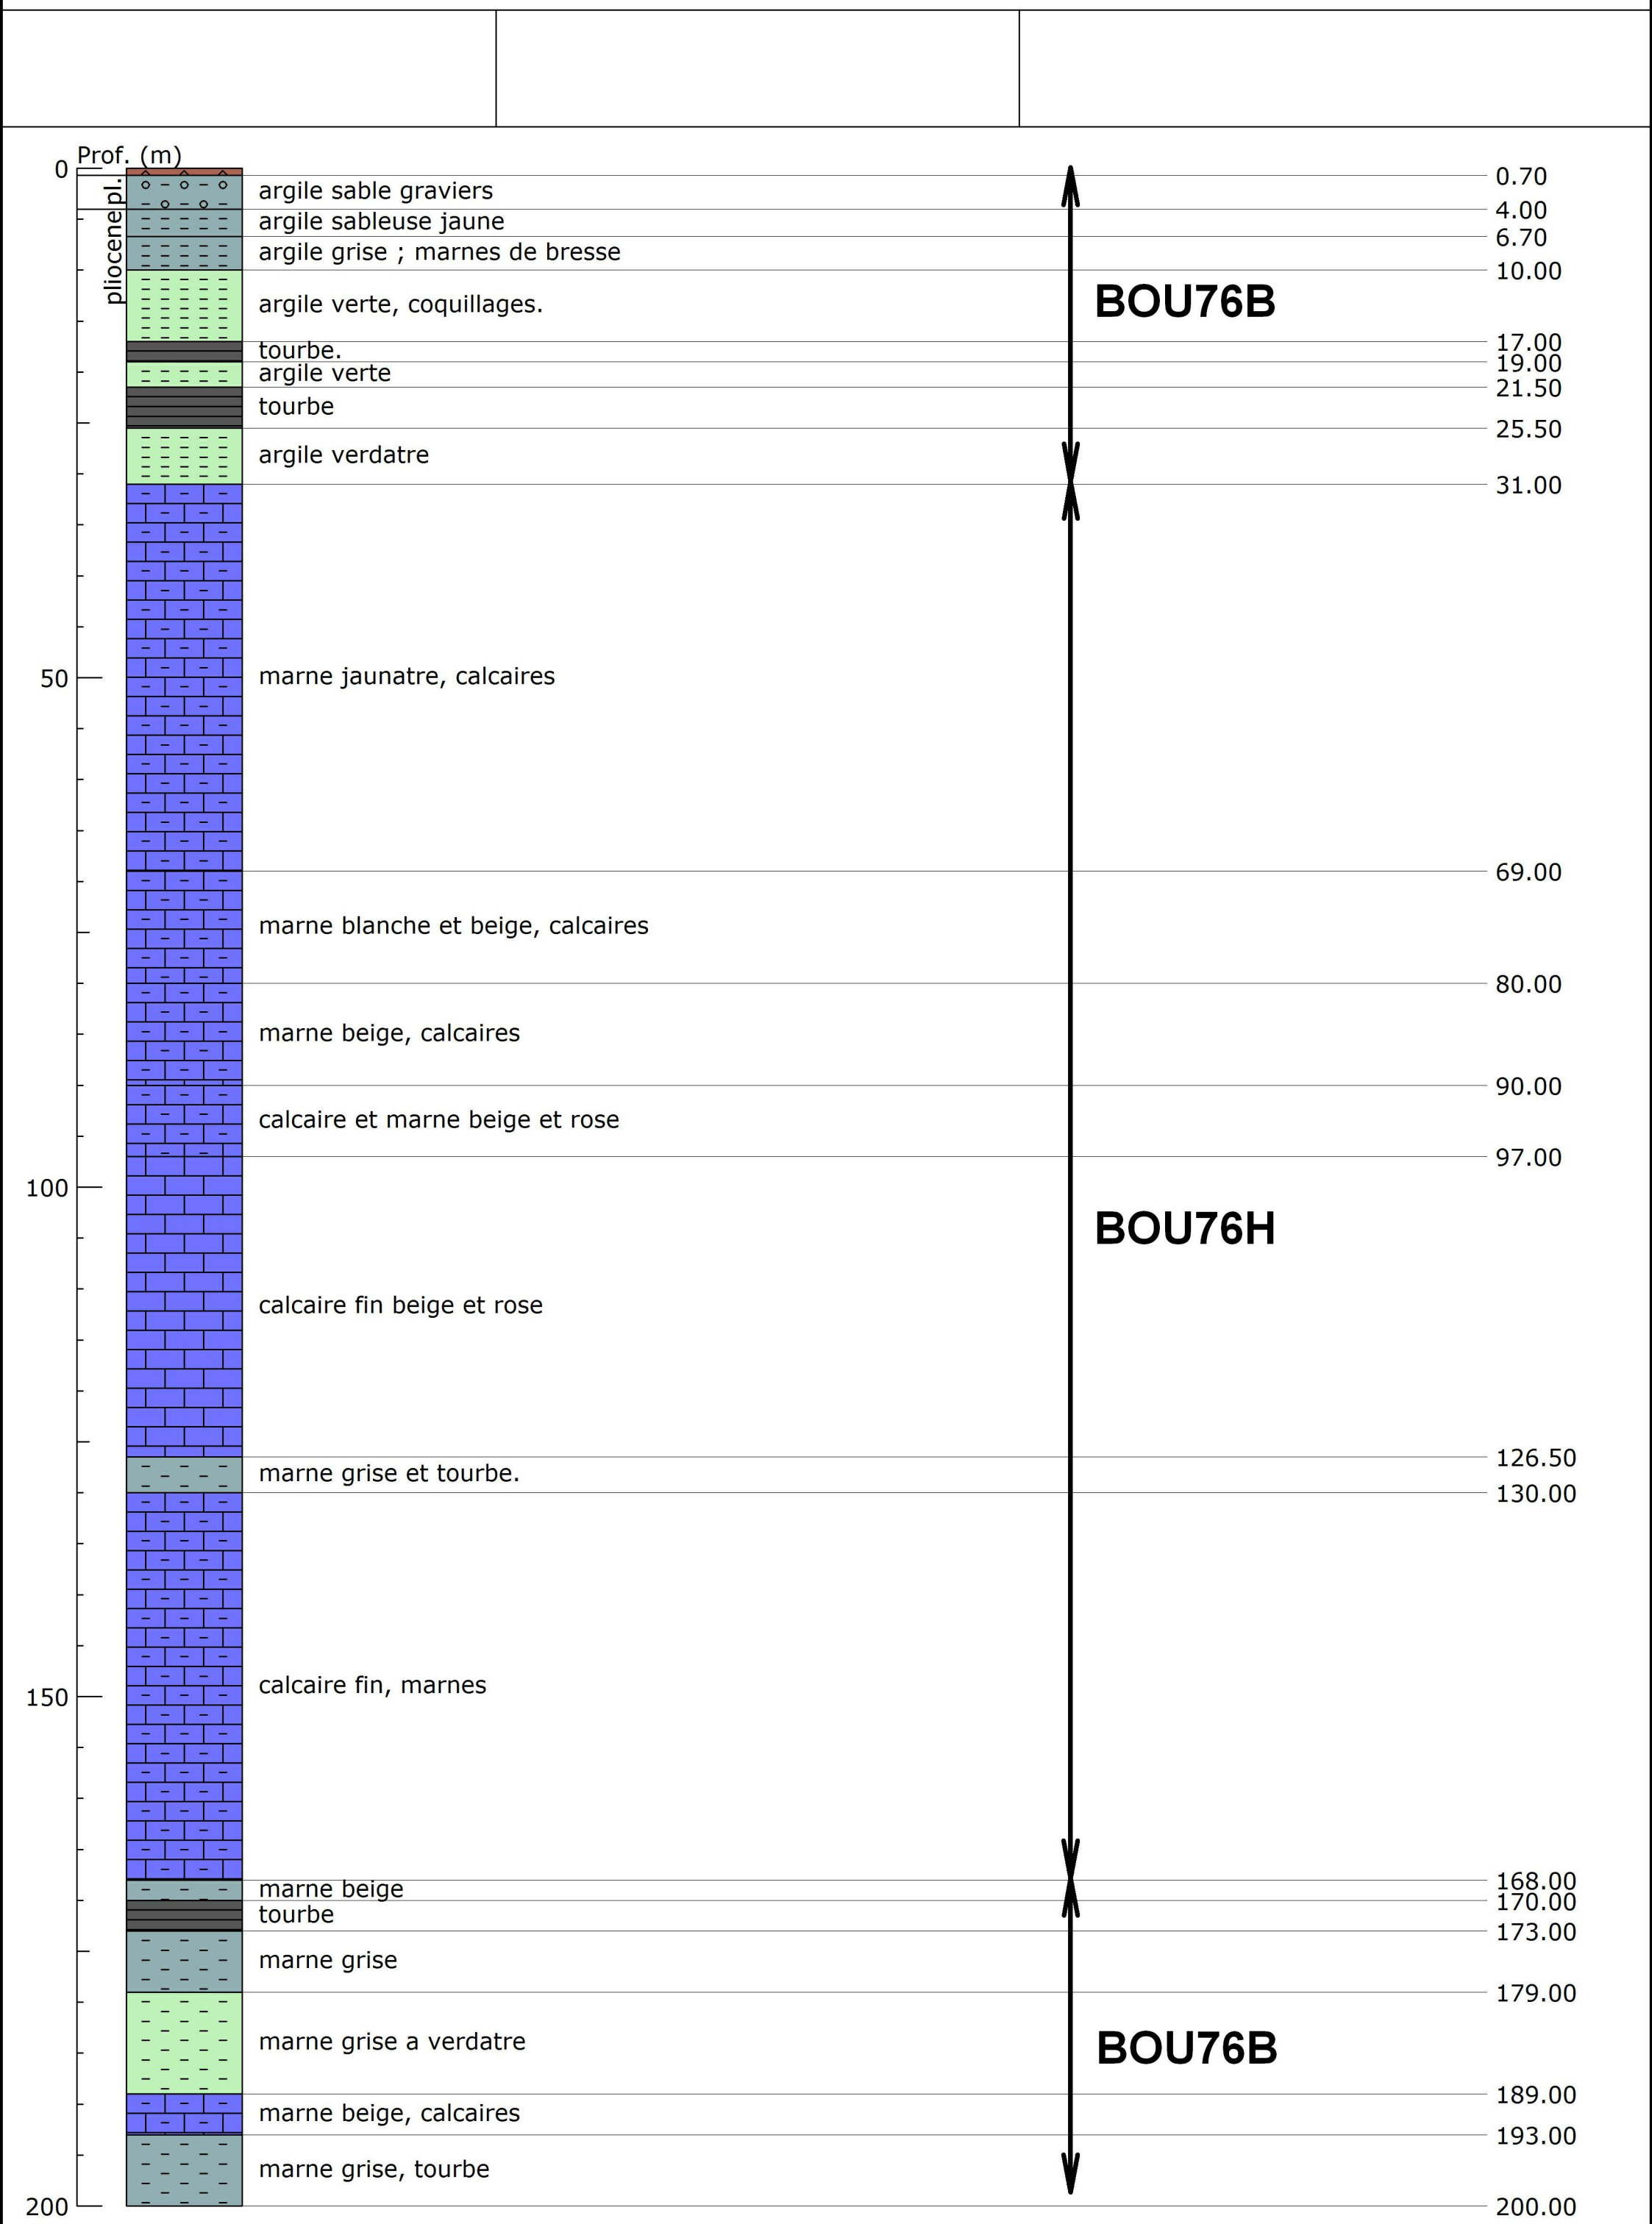 Prof. (m)
0
0.70
pl.
argile sable graviers
4.00
argile sableuse jaune
6.70
pliocene
argile grise ; marnes de bresse
10.00
argile verte, coquillages.
BOU76B
17.00
tourbe.
19.00
argile verte
21.50
tourbe
25.50
argile verdatre
31.00
50
marne jaunatre, calcaires
69.00
marne blanche et beige, calcaires
80.00
marne beige, calcaires
90.00
calcaire et marne beige et rose
97.00
100
BOU76H
calcaire fin beige et rose
126.50
marne grise et tourbe.
130.00
calcaire fin, marnes
150
168.00
marne beige
170.00
tourbe
173.00
marne grise
179.00
marne grise a verdatre
BOU76B
189.00
marne beige, calcaires
193.00
marne grise, tourbe
200
200.00